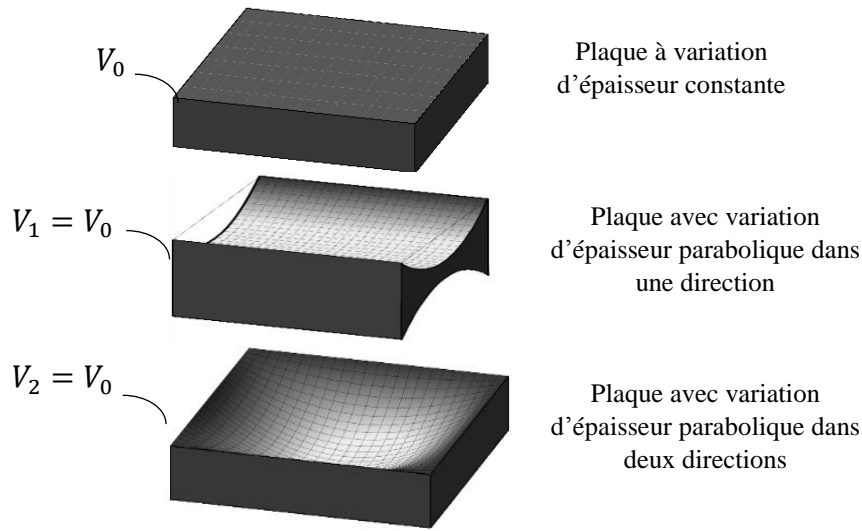 V₀
Plaque à variation
d'épaisseur constante
V₁ = V₀
Plaque avec variation
d'épaisseur parabolique dans
une direction
V₂ = V₀
Plaque avec variation
d'épaisseur parabolique dans
deux directions